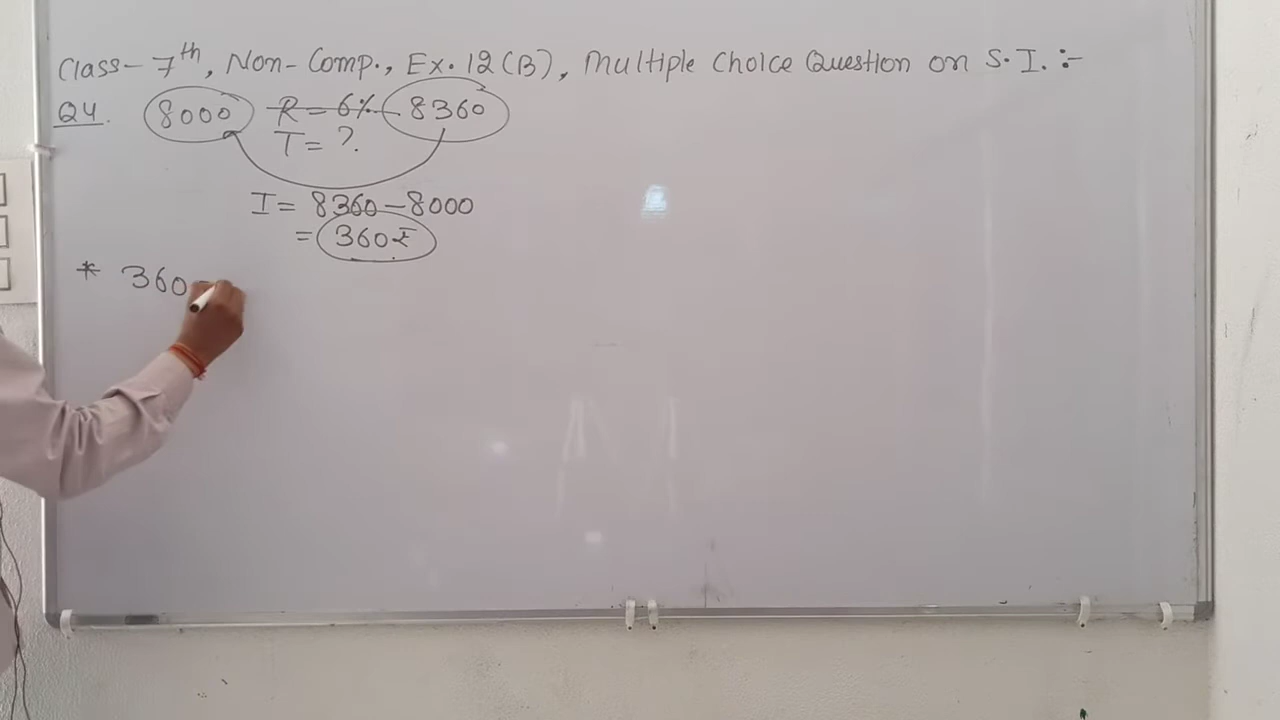 Class- 7th, Non-Comp., Ex. 12 (B), Multiple Choice Question on S.I. :-
Q4. 8000 R = 6% 8360
T = ?.
I = 8360 - 8000
= 360₹
* 360 =